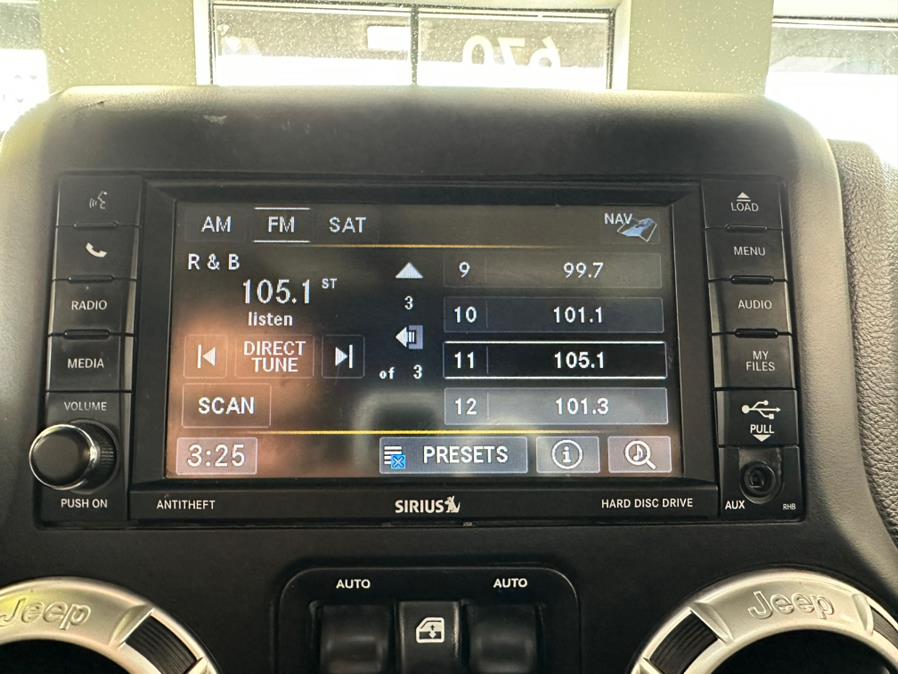 670
LOAD
MENU
AUDIO
MY
FILES
PULL
AUX
RHB
RADIO
MEDIA
VOLUME
PUSH ON
AM FM SAT NAV
R & B
105.1 ST
listen
DIRECT
TUNE
SCAN
3:25
3
of 3
9 99.7
10 101.1
11 105.1
12 101.3
PRESETS
ANTITHEFT
SIRIUS
HARD DISC DRIVE
AUTO AUTO
Jeep
Jeep